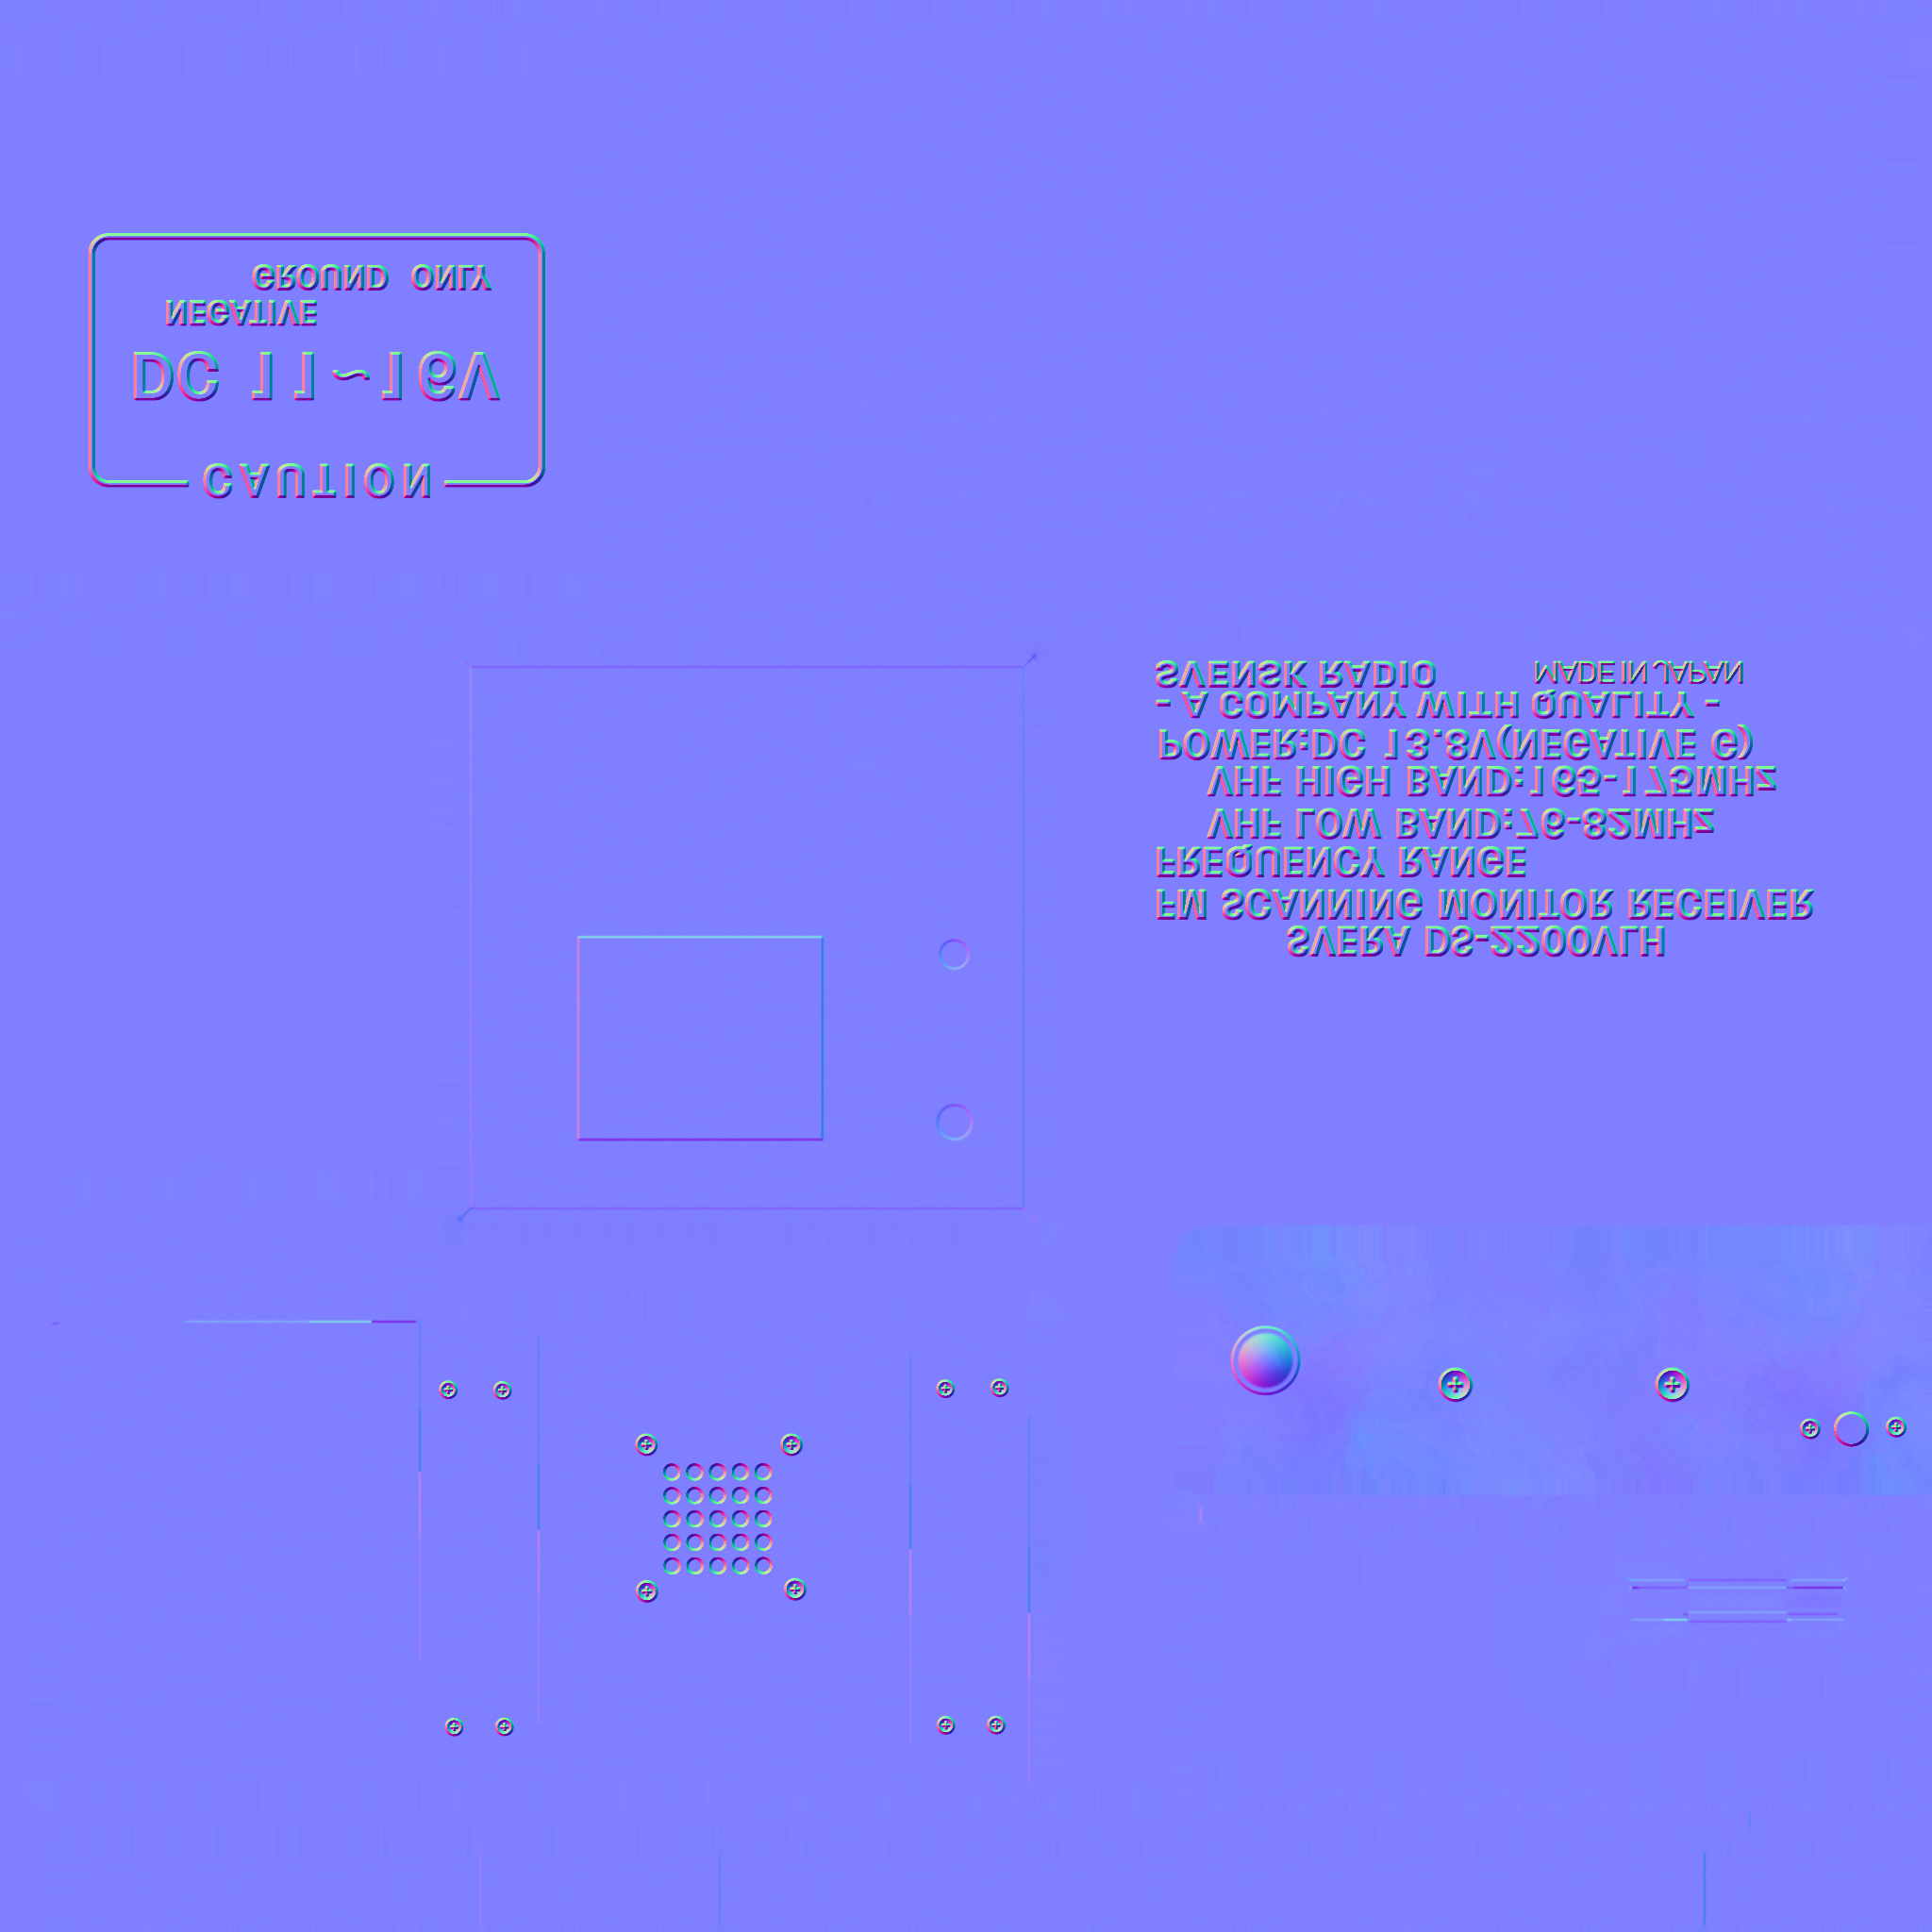 CAUTION
DC 11~16V
NEGATIVE
GROUND ONLY
SVERA DS-2200VLH
FM SCANNING MONITOR RECEIVER
FREQUENCY RANGE
VHF LOW BAND:76-82MHz
VHF HIGH BAND:165-175MHz
POWER:DC 13.8V(NEGATIVE G)
- A COMPANY WITH QUALITY -
SVENSK RADIO MADE IN JAPAN